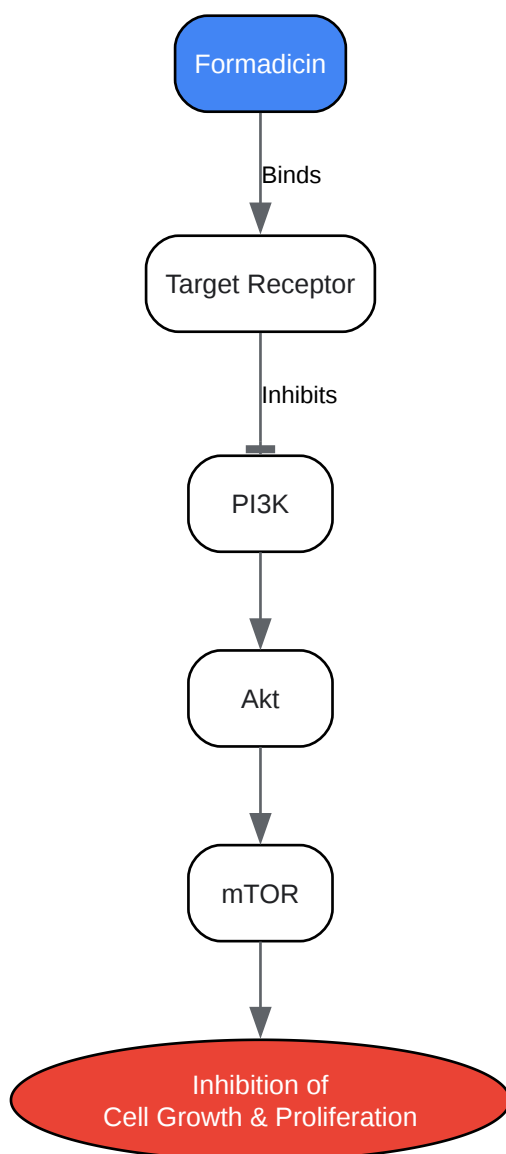 Formadicin
Binds
Target Receptor
Inhibits
PI3K
Akt
mTOR
Inhibition of
Cell Growth & Proliferation